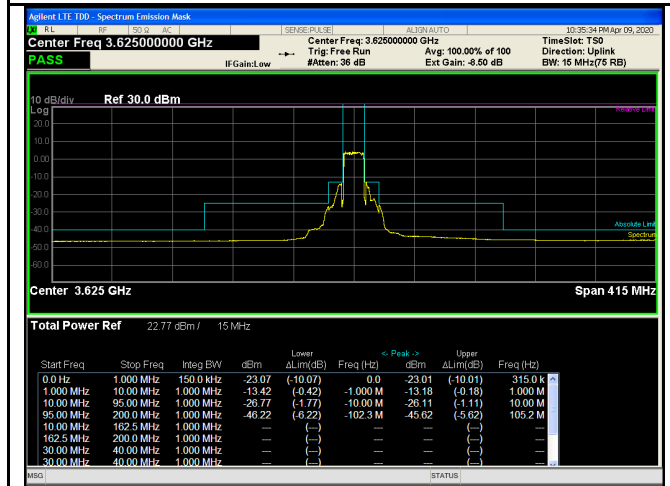 Agilent LTE TDD - Spectrum Emission Mask
LXI RL RF 50 Ω AC SENSE:PULSE ALIGN AUTO 10:35:34 PM Apr 09, 2020
Center Freq 3.625000000 GHz Center Freq: 3.625000000 GHz TimeSlot: TS0
Trig: Free Run Avg: 100.00% of 100 Direction: Uplink
PASS IFGain:Low #Atten: 36 dB Ext Gain: -8.50 dB BW: 15 MHz(75 RB)
10 dB/div Ref 30.0 dBm
Log
Relative Limit
20.0
10.0
0.00
-10.0
-20.0
-30.0
-40.0
Absolute Limit
Spectrum
-50.0
-60.0
Center 3.625 GHz Span 415 MHz
Total Power Ref 22.77 dBm / 15 MHz
Lower <- Peak -> Upper
Start Freq Stop Freq Integ BW dBm ΔLim(dB) Freq (Hz) dBm ΔLim(dB) Freq (Hz)
0.0 Hz 1.000 MHz 150.0 kHz -23.07 (-10.07) 0.0 -23.01 (-10.01) 315.0 k
1.000 MHz 10.00 MHz 1.000 MHz -13.42 (-0.42) -1.000 M -13.18 (-0.18) 1.000 M
10.00 MHz 95.00 MHz 1.000 MHz -26.77 (-1.77) -10.00 M -26.11 (-1.11) 10.00 M
95.00 MHz 200.0 MHz 1.000 MHz -46.22 (-6.22) -102.3 M -45.62 (-5.62) 105.2 M
10.00 MHz 162.5 MHz 1.000 MHz --- (---) --- --- (---) ---
162.5 MHz 200.0 MHz 1.000 MHz --- (---) --- --- (---) ---
30.00 MHz 40.00 MHz 1.000 MHz --- (---) --- --- (---) ---
30.00 MHz 40.00 MHz 1.000 MHz --- (---) --- --- (---) ---
MSG STATUS